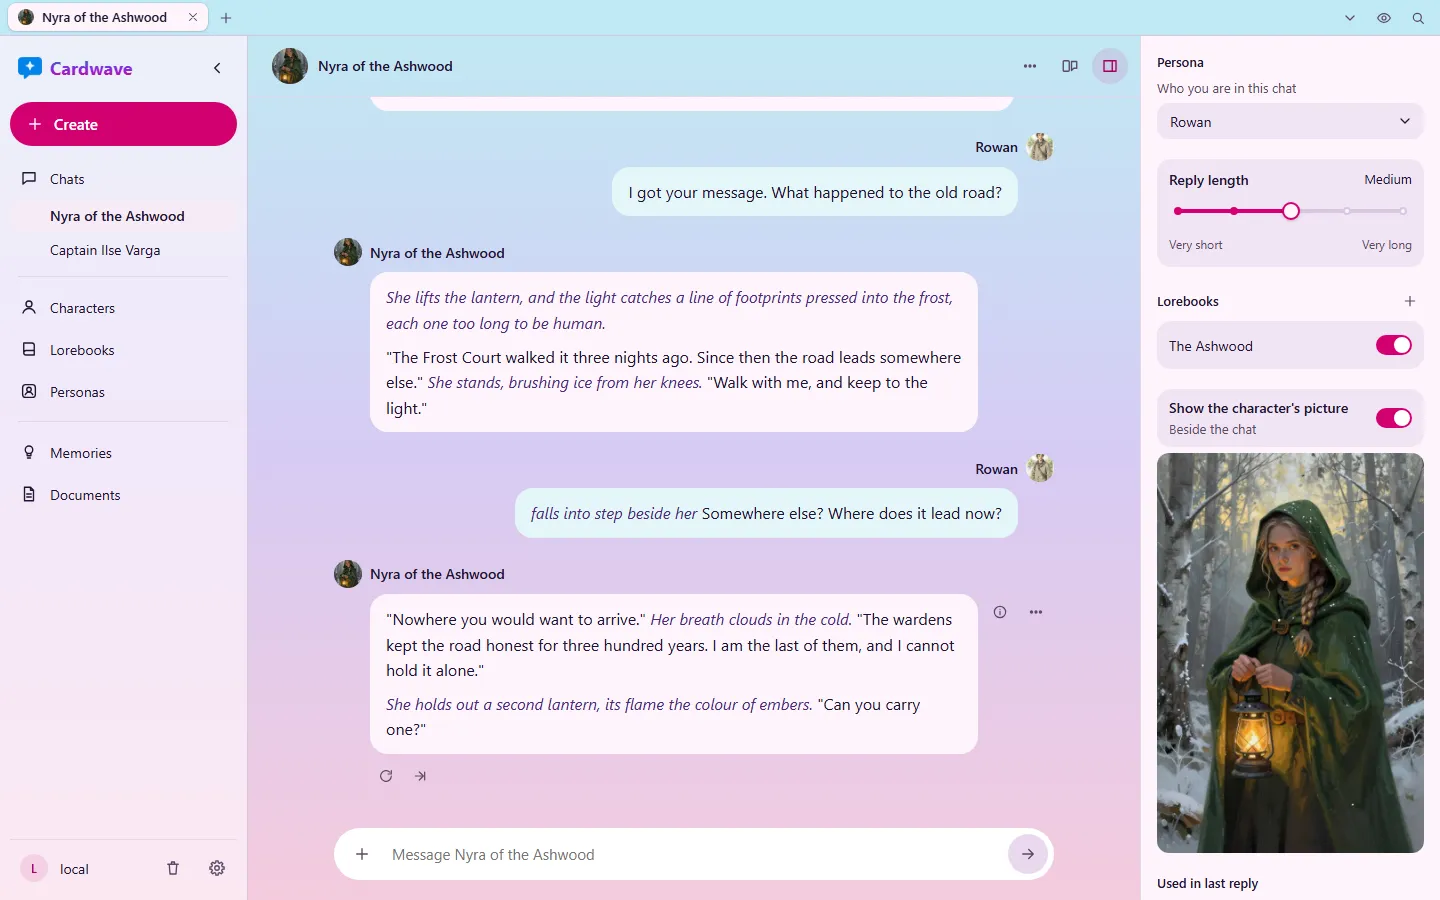 Nyra of the Ashwood
Cardwave
Create
Chats
Nyra of the Ashwood
Captain Ilse Varga
Characters
Lorebooks
Personas
Memories
Documents
L
local
Nyra of the Ashwood
Rowan
I got your message. What happened to the old road?
Nyra of the Ashwood
She lifts the lantern, and the light catches a line of footprints pressed into the frost,
each one too long to be human.
"The Frost Court walked it three nights ago. Since then the road leads somewhere
else." She stands, brushing ice from her knees. "Walk with me, and keep to the
light."
Rowan
falls into step beside her Somewhere else? Where does it lead now?
Nyra of the Ashwood
"Nowhere you would want to arrive." Her breath clouds in the cold. "The wardens
kept the road honest for three hundred years. I am the last of them, and I cannot
hold it alone."
She holds out a second lantern, its flame the colour of embers. "Can you carry
one?"
Message Nyra of the Ashwood
Persona
Who you are in this chat
Rowan
Reply length
Medium
Very short
Very long
Lorebooks
The Ashwood
Show the character's picture
Beside the chat
Used in last reply